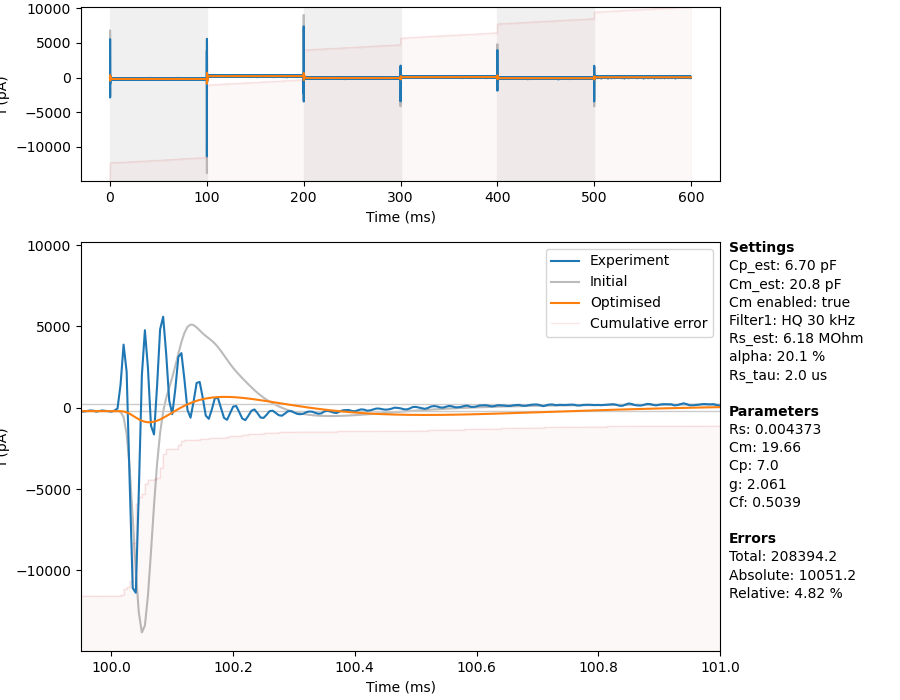 10000
5000
0
−5000
−10000
I (pA)
0
100
200
300
400
500
600
Time (ms)
10000
5000
0
−5000
−10000
I (pA)
Experiment
Initial
Optimised
Cumulative error
100.0
100.2
100.4
100.6
100.8
101.0
Time (ms)
Settings
Cp_est: 6.70 pF
Cm_est: 20.8 pF
Cm enabled: true
Filter1: HQ 30 kHz
Rs_est: 6.18 MOhm
alpha: 20.1 %
Rs_tau: 2.0 us
Parameters
Rs: 0.004373
Cm: 19.66
Cp: 7.0
g: 2.061
Cf: 0.5039
Errors
Total: 208394.2
Absolute: 10051.2
Relative: 4.82 %